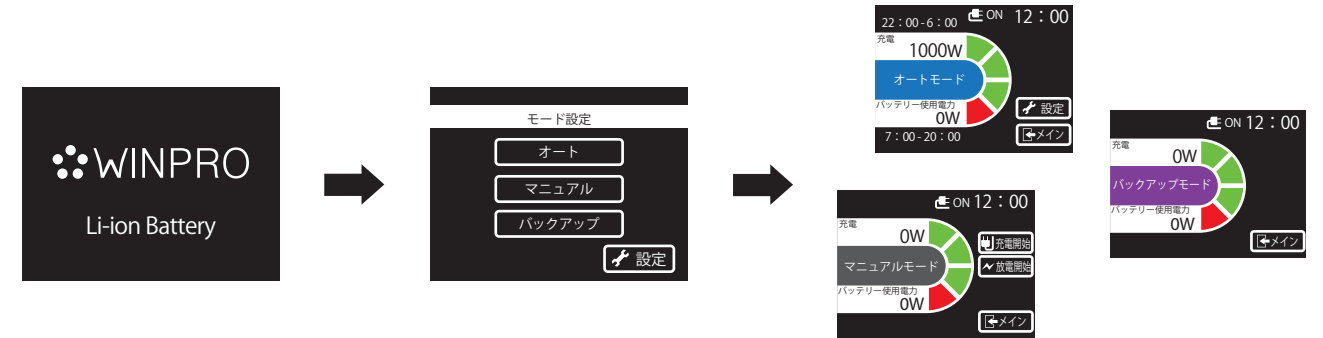 WINPRO
Li-ion Battery
モード設定
オート
マニュアル
バックアップ
設定
22：00-6：00 ON 12：00
充電
1000W
オートモード
バッテリー使用電力
0W
設定
7：00-20：00
メイン
ON 12：00
充電
0W
充電開始
マニュアルモード
放電開始
バッテリー使用電力
0W
メイン
ON 12：00
充電
0W
バックアップモード
バッテリー使用電力
0W
メイン